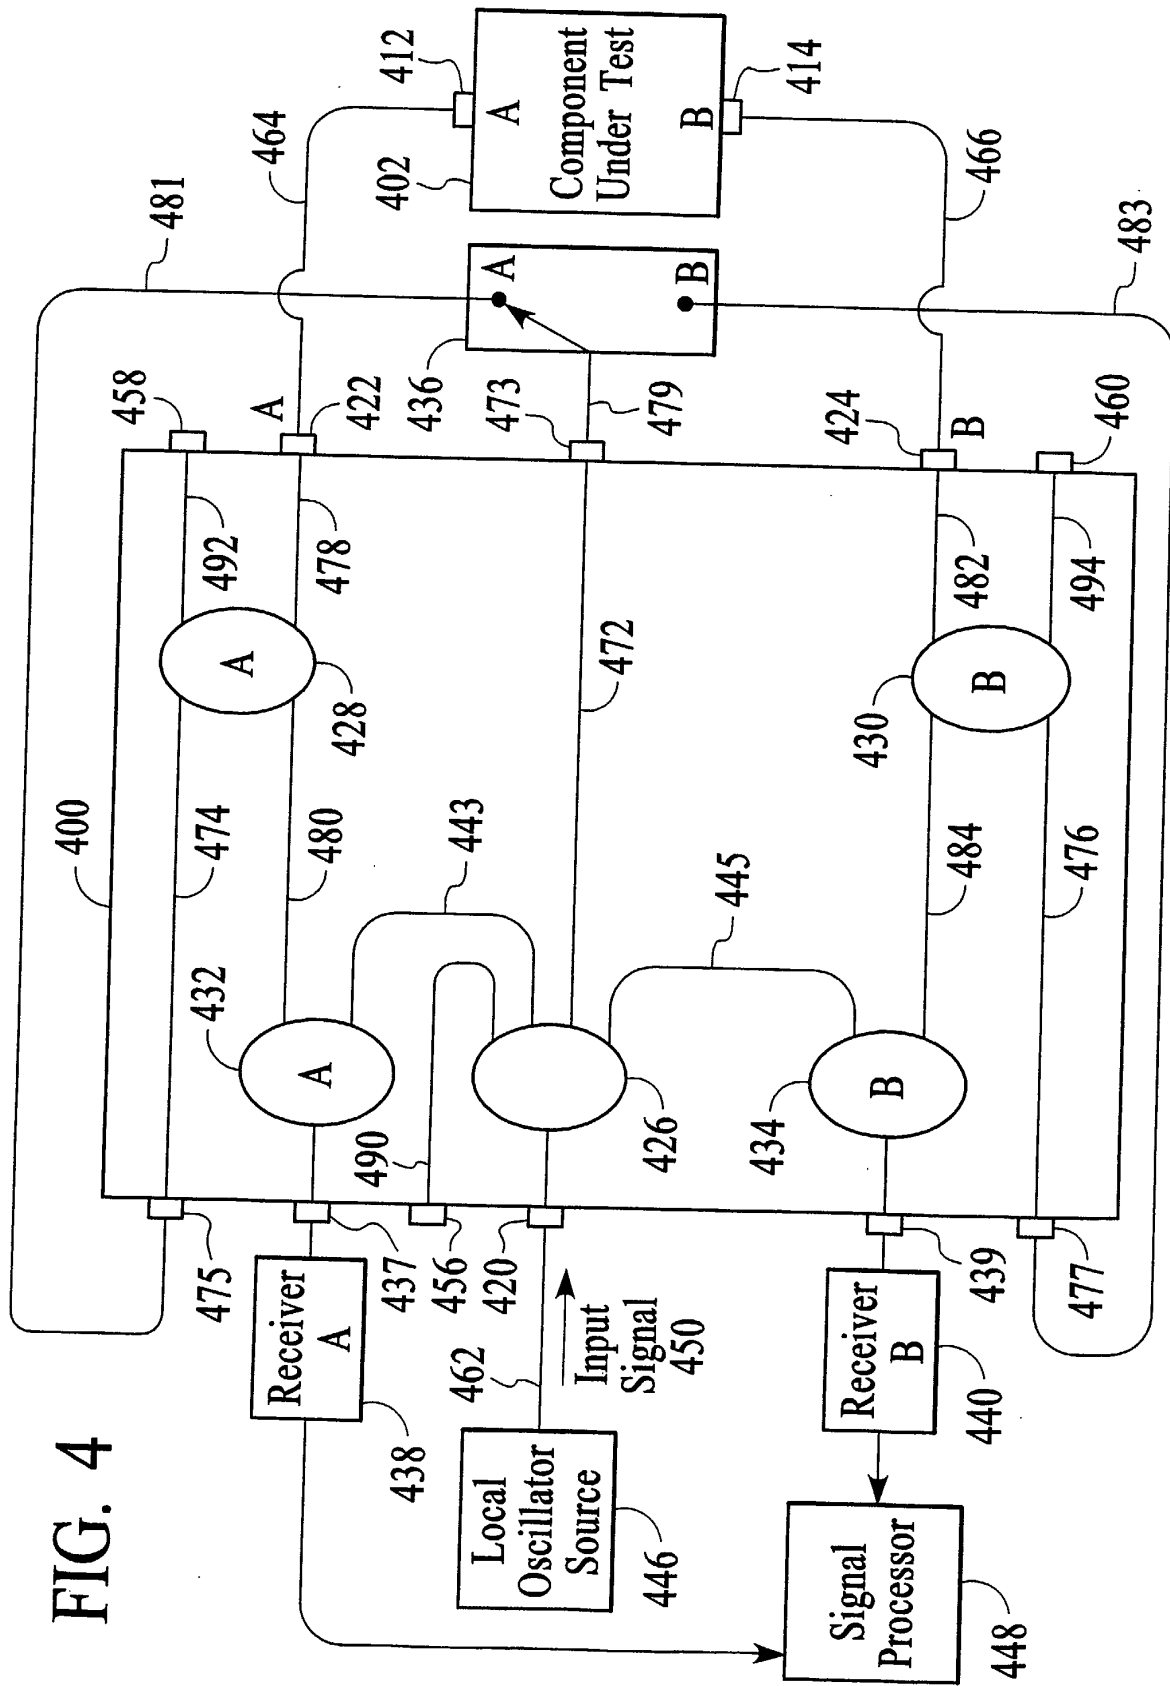 FIG. 4
400
481
464
412
A
Component
Under Test
B
402
414
466
483
A
B
436
458
A
422
473
479
424
B
460
492
478
A
428
472
482
494
B
430
474
480
443
445
484
476
432
A
490
426
434
B
475
437
456
420
439
477
Receiver
A
438
462
Input
Signal
450
Receiver
B
440
Local
Oscillator
Source
446
Signal
Processor
448